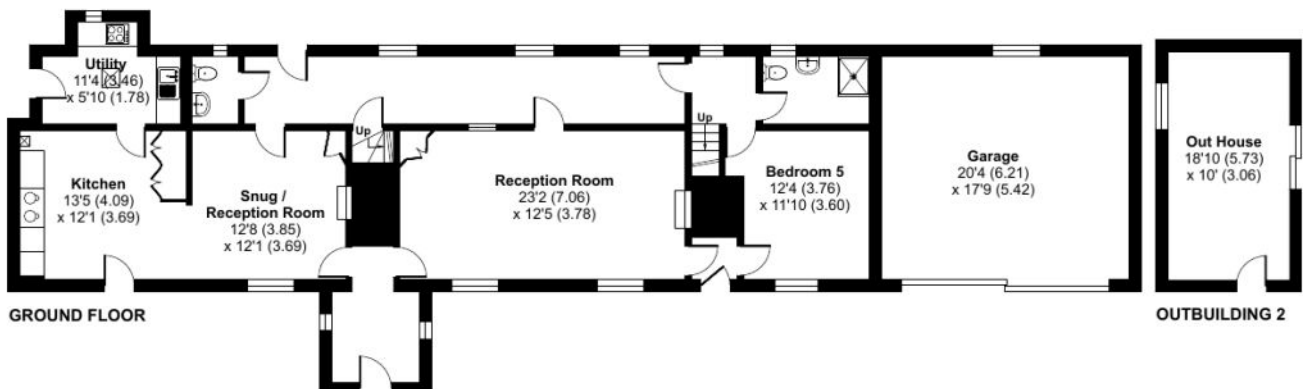 Utility
11'4 (3.46)
x 5'10 (1.78)
Up
Up
Kitchen
13'5 (4.09)
x 12'1 (3.69)
Snug /
Reception Room
12'8 (3.85)
x 12'1 (3.69)
Reception Room
23'2 (7.06)
x 12'5 (3.78)
Bedroom 5
12'4 (3.76)
x 11'10 (3.60)
Garage
20'4 (6.21)
x 17'9 (5.42)
Out House
18'10 (5.73)
x 10' (3.06)
GROUND FLOOR
OUTBUILDING 2